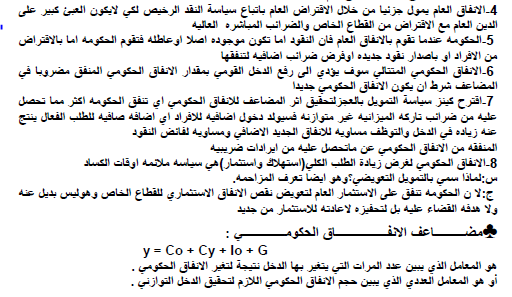 4-الانفاق العام يمول جزئيا من خلال الاقتراض العام باتباع سياسة النقد الرخيص لكي لايكون العبئ كبير على
الدين العام مع الاقتراض من القطاع الخاص والضرائب المباشره العاليه
5-الحكومه عندما تقوم بالانفاق العام فان النقود اما تكون موجوده اصلا اوعاطله فتقوم الحكومه اما بالاقتراض
من الافراد او باصدار نقود جديده اوفرض ضرائب اضافيه لتنفقها
6-الانفاق الحكومي المتتالي سوف يؤدي الى رفع الدخل القومي بمقدار الانفاق الحكومي المنفق مضروبا في
المضاعف شرط ان يكون الانفاق الحكومي جديدا
7-اقترح كينز سياسة التمويل بالعجزلتحقيق اثر المضاعف للانفاق الحكومي اي تنفق الحكومه اكثر مما تحصل
عليه من ضرائب تاركه الميزانيه غير متوازنه فسيولد دخول اضافيه للافراد اي اضافه صافيه للطلب الفعال ينتج
عنه زياده في الدخل والتوظف مساويه للانفاق الجديد الاضافي ومساويه لفائض النقود
المنفقه من الانفاق الحكومي عن ماتحصل عليه من ايرادات ضريبيه
8-الانفاق الحكومي لغرض زيادة الطلب الكلي(استهلاك واستثمار)هي سياسه ملائمه اوقات الكساد
س:لماذا سمي بالتمويل التعويضي؟وهو ايضا تعرف المزاحمه.
ج:لا ن الحكومه تنفق على الاستثمار العام لتعويض نقص الانفاق الاستثماري للقطاع الخاص وهوليس بديل عنه
ولا هدفه القضاء عليه بل لتحفيزه لاعادته للاستثمار من جديد
♣مضـــاعف الانفـــــاق الحكومـــــــي :
y = Co + Cy + Io + G
هو المعامل الذي يبين عدد المرات التي يتغير بها الدخل نتيجة لتغير الانفاق الحكومي .
أو هو المعامل العددي الذي يبين حجم الانفاق الحكومي اللازم لتحقيق الدخل التوازني .